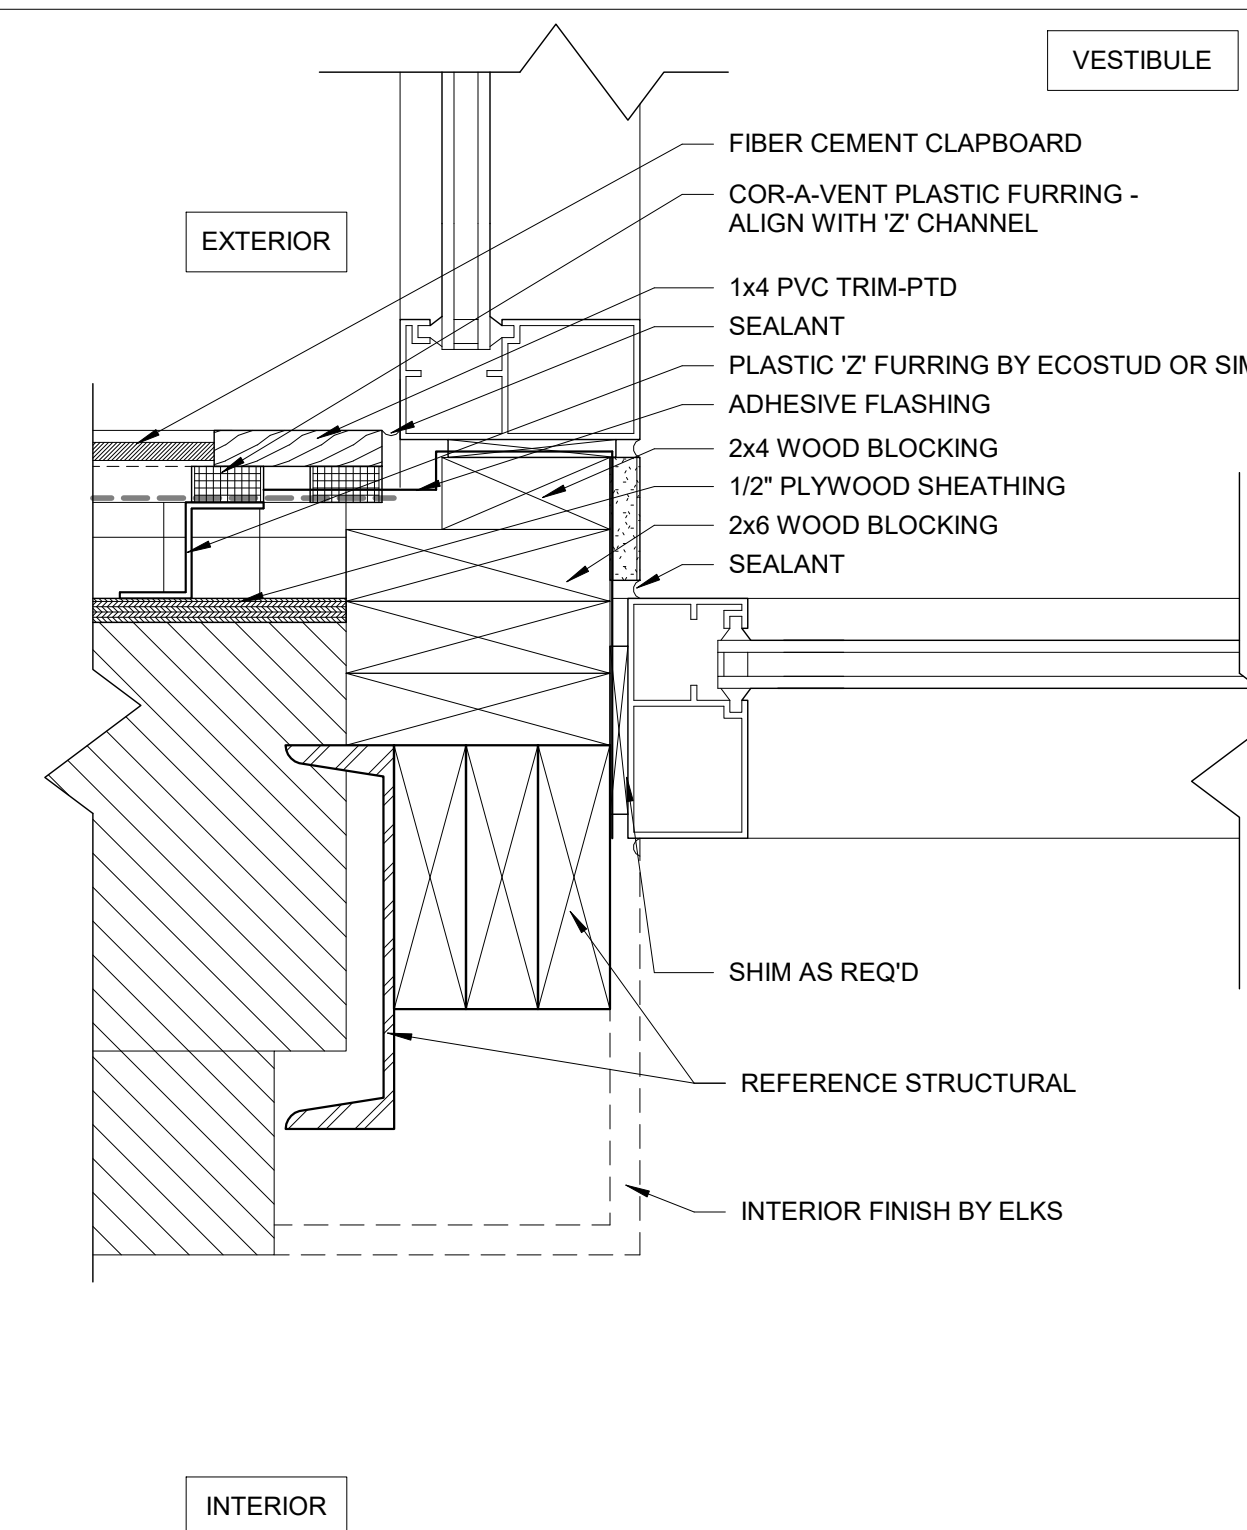 VESTIBULE
FIBER CEMENT CLAPBOARD
COR-A-VENT PLASTIC FURRING -
ALIGN WITH 'Z' CHANNEL
EXTERIOR
1x4 PVC TRIM-PTD
SEALANT
PLASTIC 'Z' FURRING BY ECOSTUD OR SIM
ADHESIVE FLASHING
2x4 WOOD BLOCKING
1/2" PLYWOOD SHEATHING
2x6 WOOD BLOCKING
SEALANT
SHIM AS REQ'D
REFERENCE STRUCTURAL
INTERIOR FINISH BY ELKS
INTERIOR